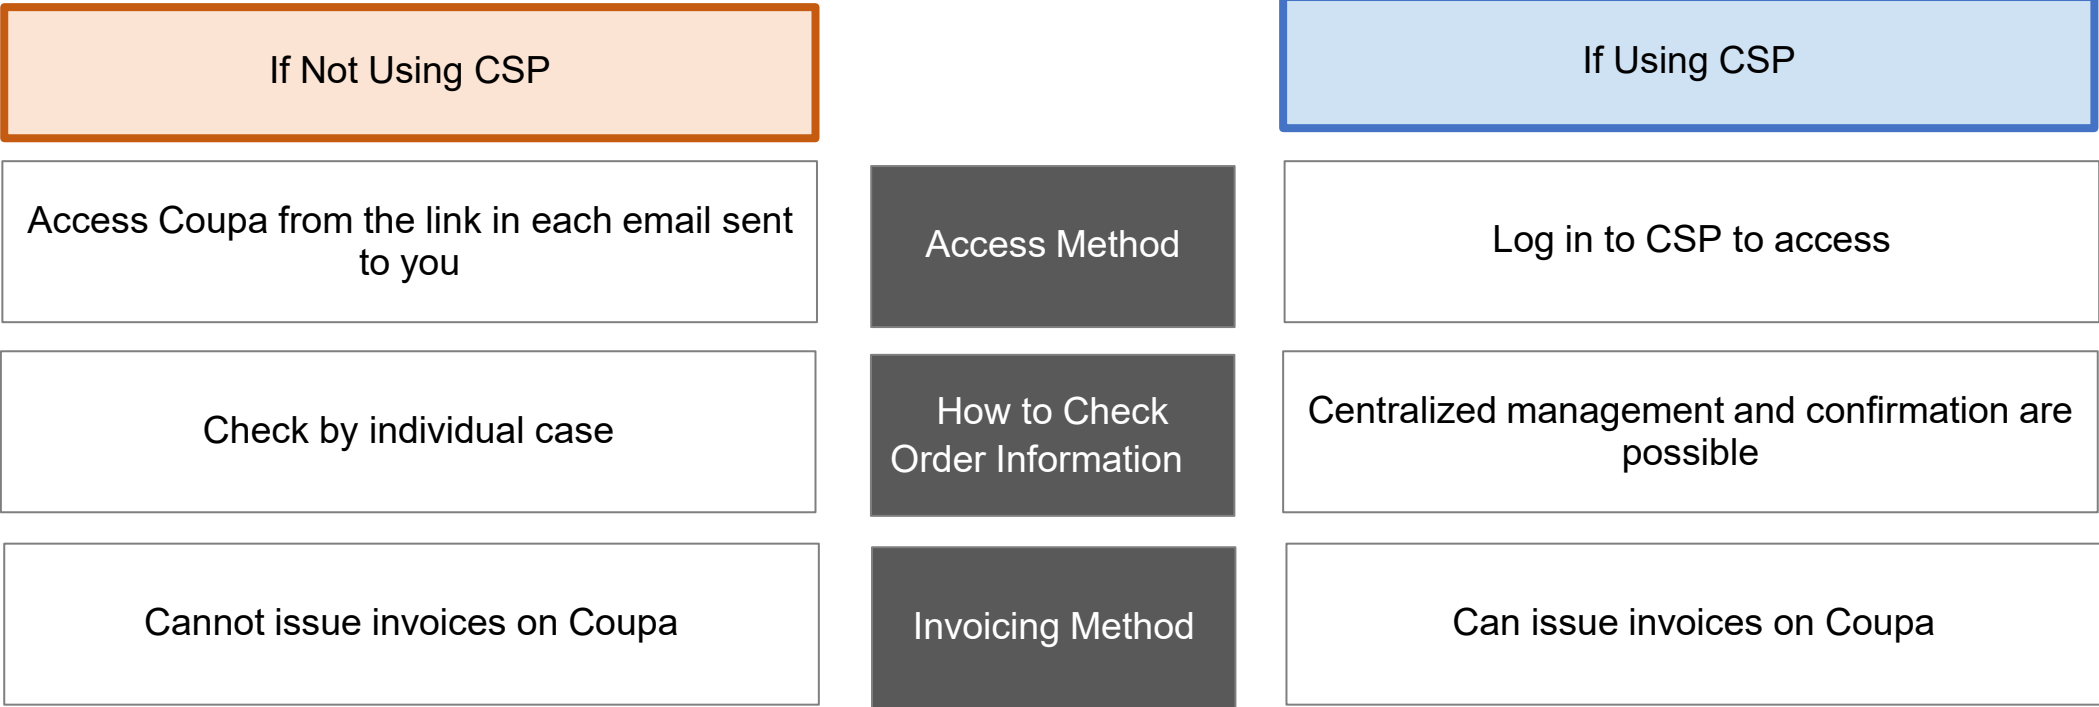 If Not Using CSP
If Using CSP
Access Coupa from the link in each email sent
to you
Access Method
Log in to CSP to access
Check by individual case
How to Check
Order Information
Centralized management and confirmation are
possible
Cannot issue invoices on Coupa
Invoicing Method
Can issue invoices on Coupa